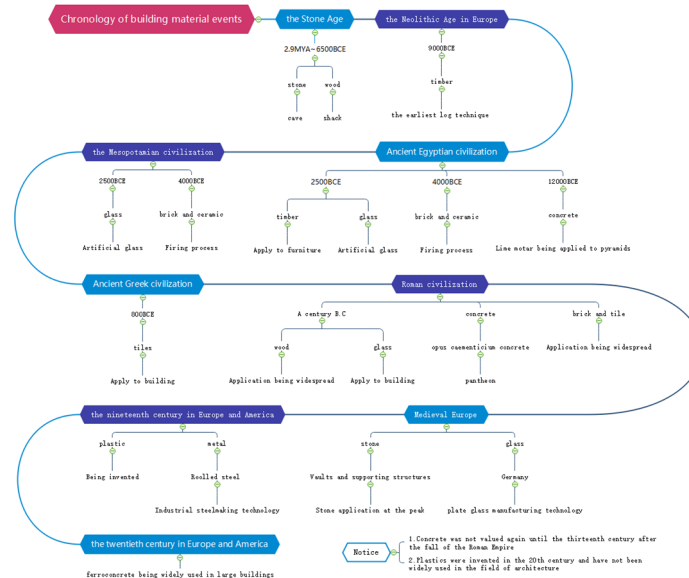 Chronology of building material events
the Stone Age
the Neolithic Age in Europe
2.9MYA~6500BCE
9000BCE
stone
wood
timber
cave
shack
the earliest log technique
the Mesopotamian civilization
Ancient Egyptian civilization
2500BCE
4000BCE
2500BCE
4000BCE
12000BCE
glass
brick and ceramic
timber
glass
brick and ceramic
concrete
Artificial glass
Firing process
Apply to furniture
Artificial glass
Firing process
Lime motar being applied to pyramids
Ancient Greek civilization
Roman civilization
800BCE
A century B.C
concrete
brick and tile
tiles
wood
glass
opus caementicium concrete
Application being widespread
Apply to building
Application being widespread
Apply to building
pantheon
the nineteenth century in Europe and America
Medieval Europe
plastic
metal
stone
glass
Being invented
Roolled steel
Vaults and supporting structures
Germany
Industrial steelmaking technology
Stone application at the peak
plate glass manufacturing technology
the twentieth century in Europe and America
ferroconcrete being widely used in large buildings
Notice
1.Concrete was not valued again until the thirteenth century after
the fall of the Roman Empire
2.Plastics were invented in the 20th century and have not been
widely used in the field of architecture